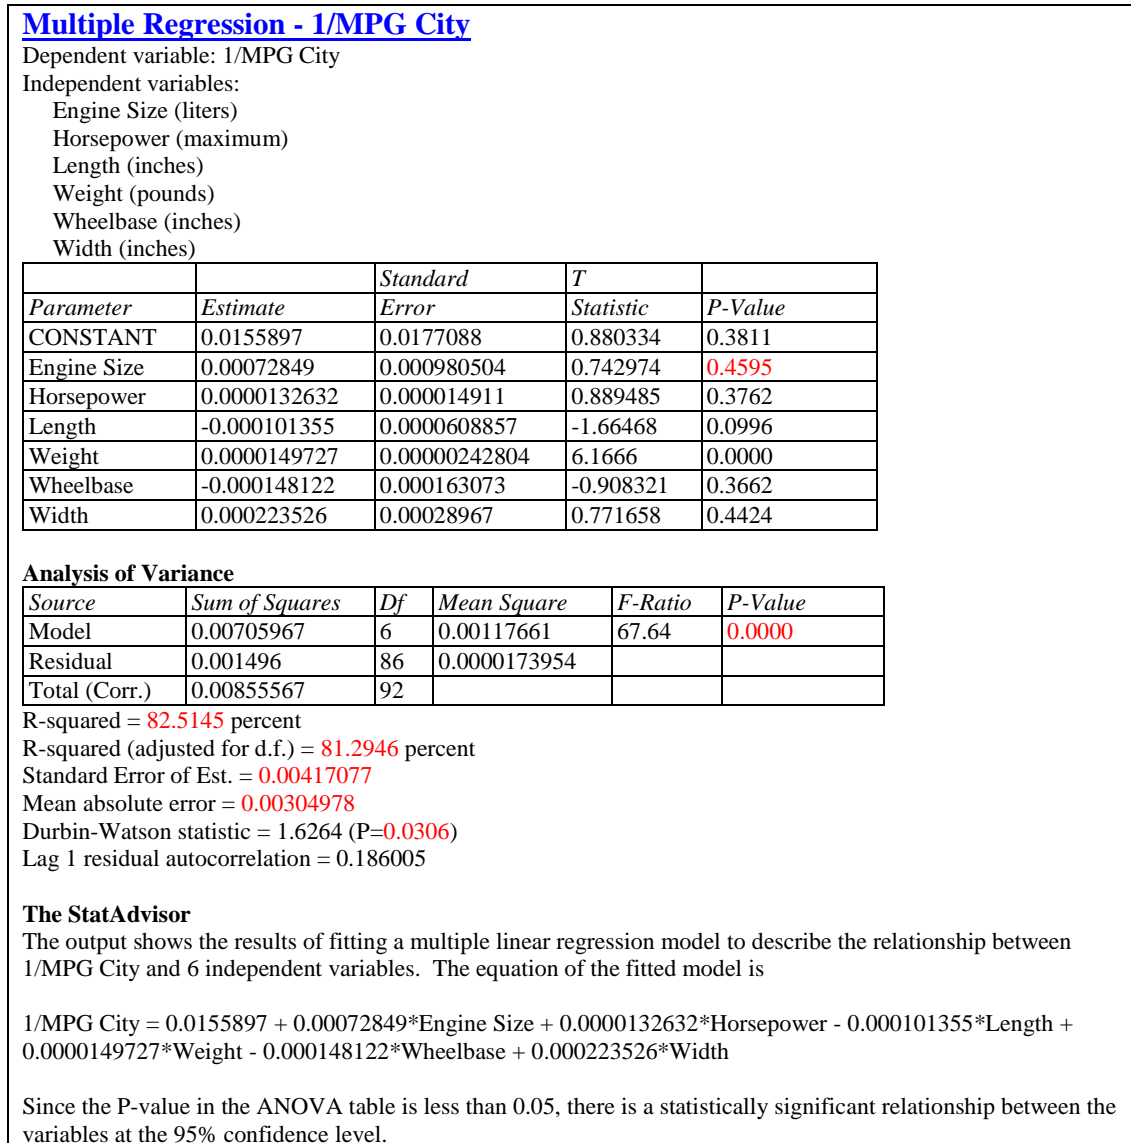 Multiple Regression - 1/MPG City
Dependent variable: 1/MPG City
Independent variables:
Engine Size (liters)
Horsepower (maximum)
Length (inches)
Weight (pounds)
Wheelbase (inches)
Width (inches)
Standard T
Parameter Estimate Error Statistic P-Value
CONSTANT 0.0155897 0.0177088 0.880334 0.3811
Engine Size 0.00072849 0.000980504 0.742974 0.4595
Horsepower 0.0000132632 0.000014911 0.889485 0.3762
Length -0.000101355 0.0000608857 -1.66468 0.0996
Weight 0.0000149727 0.00000242804 6.1666 0.0000
Wheelbase -0.000148122 0.000163073 -0.908321 0.3662
Width 0.000223526 0.00028967 0.771658 0.4424
Analysis of Variance
Source Sum of Squares Df Mean Square F-Ratio P-Value
Model 0.00705967 6 0.00117661 67.64 0.0000
Residual 0.001496 86 0.0000173954
Total (Corr.) 0.00855567 92
R-squared = 82.5145 percent
R-squared (adjusted for d.f.) = 81.2946 percent
Standard Error of Est. = 0.00417077
Mean absolute error = 0.00304978
Durbin-Watson statistic = 1.6264 (P=0.0306)
Lag 1 residual autocorrelation = 0.186005
The StatAdvisor
The output shows the results of fitting a multiple linear regression model to describe the relationship between
1/MPG City and 6 independent variables.  The equation of the fitted model is
1/MPG City = 0.0155897 + 0.00072849*Engine Size + 0.0000132632*Horsepower - 0.000101355*Length +
0.0000149727*Weight - 0.000148122*Wheelbase + 0.000223526*Width
Since the P-value in the ANOVA table is less than 0.05, there is a statistically significant relationship between the
variables at the 95% confidence level.